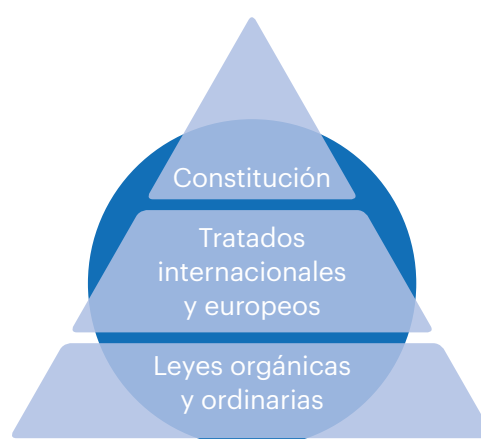 Constitución
Tratados
internacionales
y europeos
Leyes orgánicas
y ordinarias